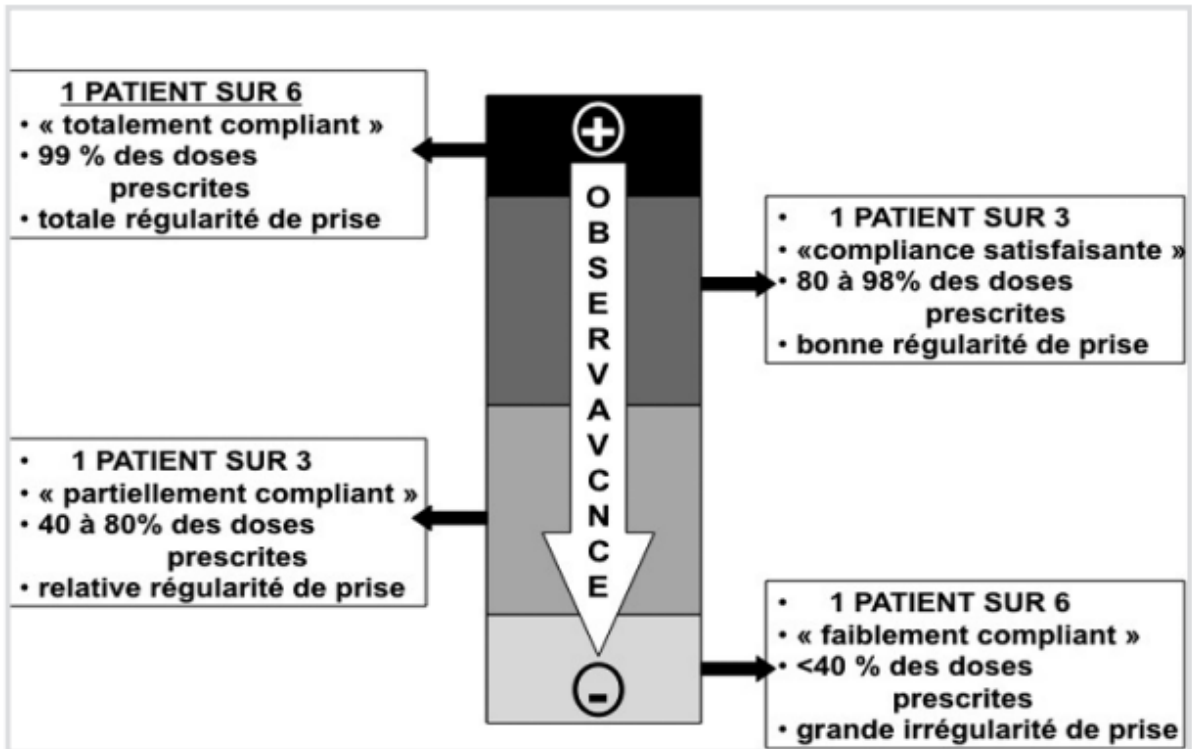 1 PATIENT SUR 6
• « totalement compliant »
• 99 % des doses
prescrites
• totale régularité de prise
+
O
B
S
E
R
V
A
V
C
N
C
E
-
• 1 PATIENT SUR 3
• «compliance satisfaisante »
• 80 à 98% des doses
prescrites
• bonne régularité de prise
• 1 PATIENT SUR 3
• « partiellement compliant »
• 40 à 80% des doses
prescrites
• relative régularité de prise
• 1 PATIENT SUR 6
• « faiblement compliant »
• <40 % des doses
prescrites
• grande irrégularité de prise